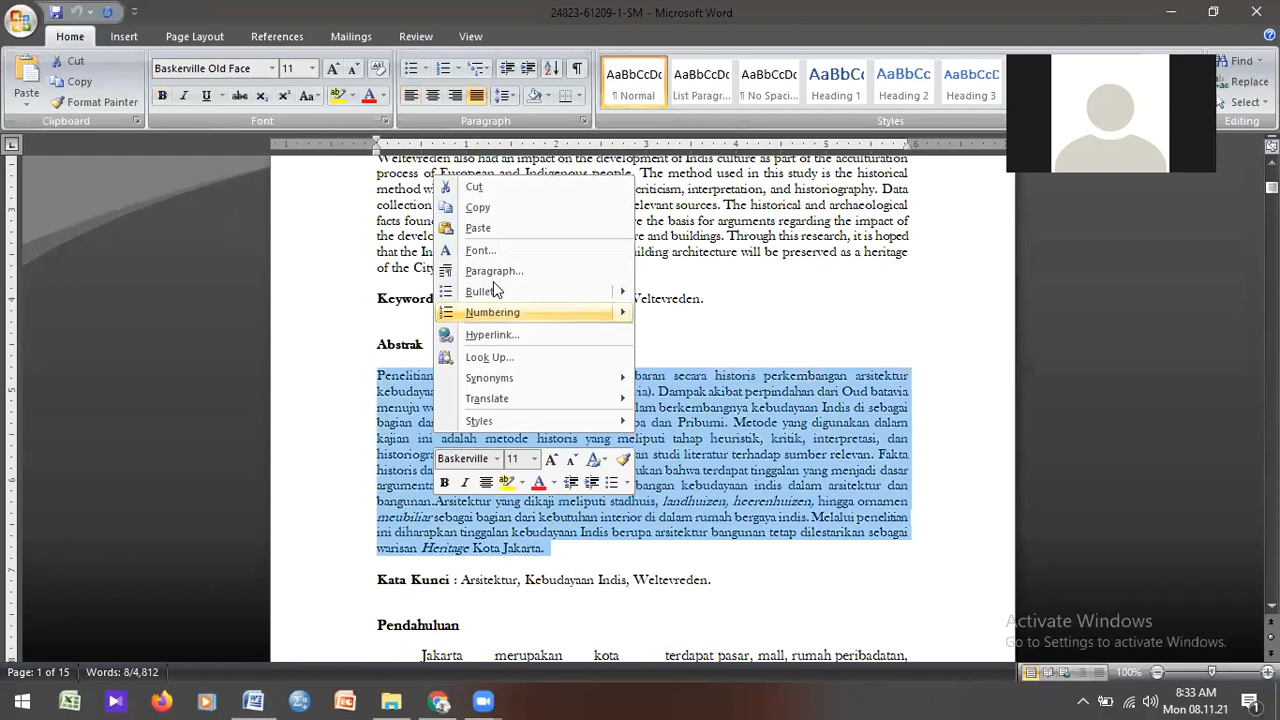 24823-61209-1-SM - Microsoft Word
Home Insert Page Layout References Mailings Review View
Cut
Copy
Format Painter
Paste
Clipboard
Baskerville Old Face 11
Font
Paragraph
AaBbCcDc AaBbCcDc AaBbCcDc AaBbCc AaBbCc AaBbCc
¶ Normal List Paragr... ¶ No Spaci... Heading 1 Heading 2 Heading 3
Styles
Find
Replace
Select
Editing
Weltevreden also had an impact on the development of Indis culture as part of the acculturation
process of European and Indigenous people. The method used in this study is the historical
method criticism, interpretation, and historiography. Data
collection relevant sources. The historical and archaeological
facts foun the basis for arguments regarding the impact of
the develo re and buildings. Through this research, it is hoped
that the In building architecture will be preserved as a heritage
of the City
Keyword Weltevreden.
Abstrak
Cut
Copy
Paste
Font...
Paragraph...
Bullets
Numbering
Hyperlink...
Look Up...
Synonyms
Translate
Styles
Baskerville 11
Penelitian baran secara historis perkembangan arsitektur
kebudaya ia). Dampak akibat perpindahan dari Oud batavia
menuju w lam berkembangnya kebudayaan Indis di sebagai
bagian da a dan Pribumi. Metode yang digunakan dalam
kajian ini adalah metode historis yang meliputi tahap heuristik, kritik, interpretasi, dan
historiogra n studi literatur terhadap sumber relevan. Fakta
historis da ukan bahwa terdapat tinggalan yang menjadi dasar
argumenta bangan kebudayaan indis dalam arsitektur dan
bangunan.Arsitektur yang dikaji meliputi stadhuis, landhuizen, heerenhuizen, hingga ornamen
meubiliar sebagai bagian dari kebutuhan interior di dalam rumah bergaya indis. Melalui penelitian
ini diharapkan tinggalan kebudayaan Indis berupa arsitektur bangunan tetap dilestarikan sebagai
warisan Heritage Kota Jakarta.
Kata Kunci : Arsitektur, Kebudayaan Indis, Weltevreden.
Pendahuluan
Jakarta merupakan kota terdapat pasar, mall, rumah peribadatan,
Activate Windows
Go to Settings to activate Windows.
Page: 1 of 15 Words: 8/4,812 100%
8:33 AM
Mon 08.11.21